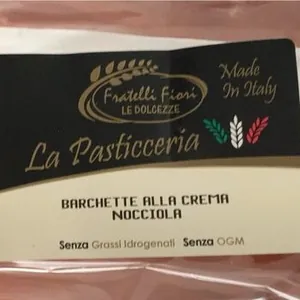 Fratelli Fiori
LE DOLCEZZE
Made
In Italy
La Pasticceria
BARCHETTE ALLA CREMA
NOCCIOLA
Senza Grassi Idrogenati Senza OGM